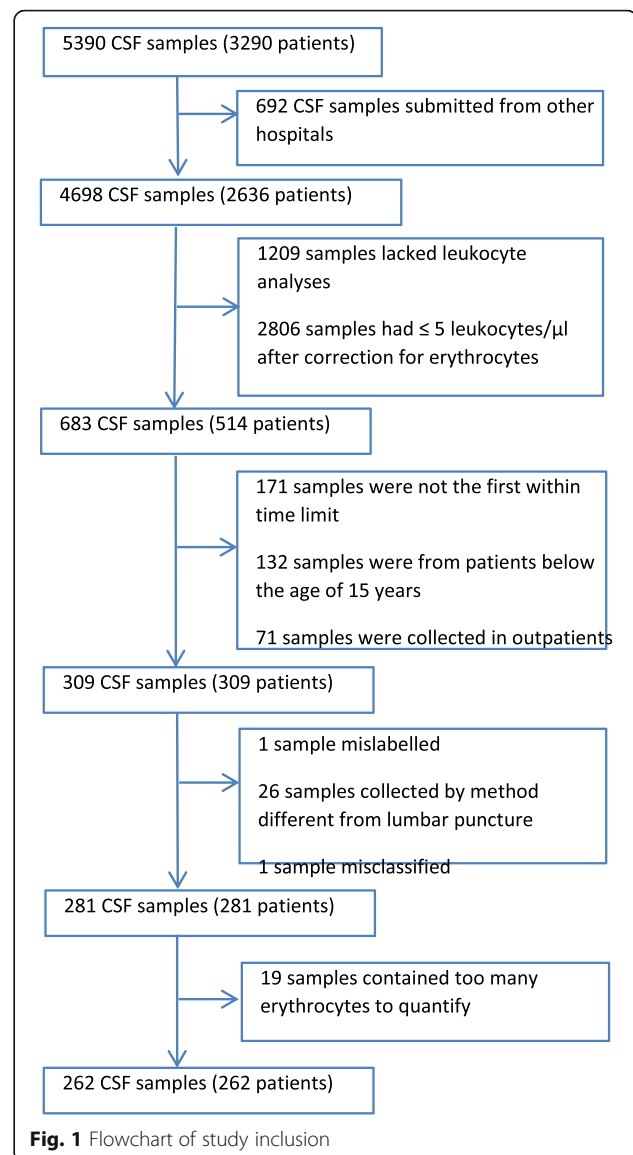 5390 CSF samples (3290 patients)
692 CSF samples submitted from other
hospitals
4698 CSF samples (2636 patients)
1209 samples lacked leukocyte
analyses
2806 samples had ≤ 5 leukocytes/µl
after correction for erythrocytes
683 CSF samples (514 patients)
171 samples were not the first within
time limit
132 samples were from patients below
the age of 15 years
71 samples were collected in outpatients
309 CSF samples (309 patients)
1 sample mislabelled
26 samples collected by method
different from lumbar puncture
1 sample misclassified
281 CSF samples (281 patients)
19 samples contained too many
erythrocytes to quantify
262 CSF samples (262 patients)
Fig. 1 Flowchart of study inclusion